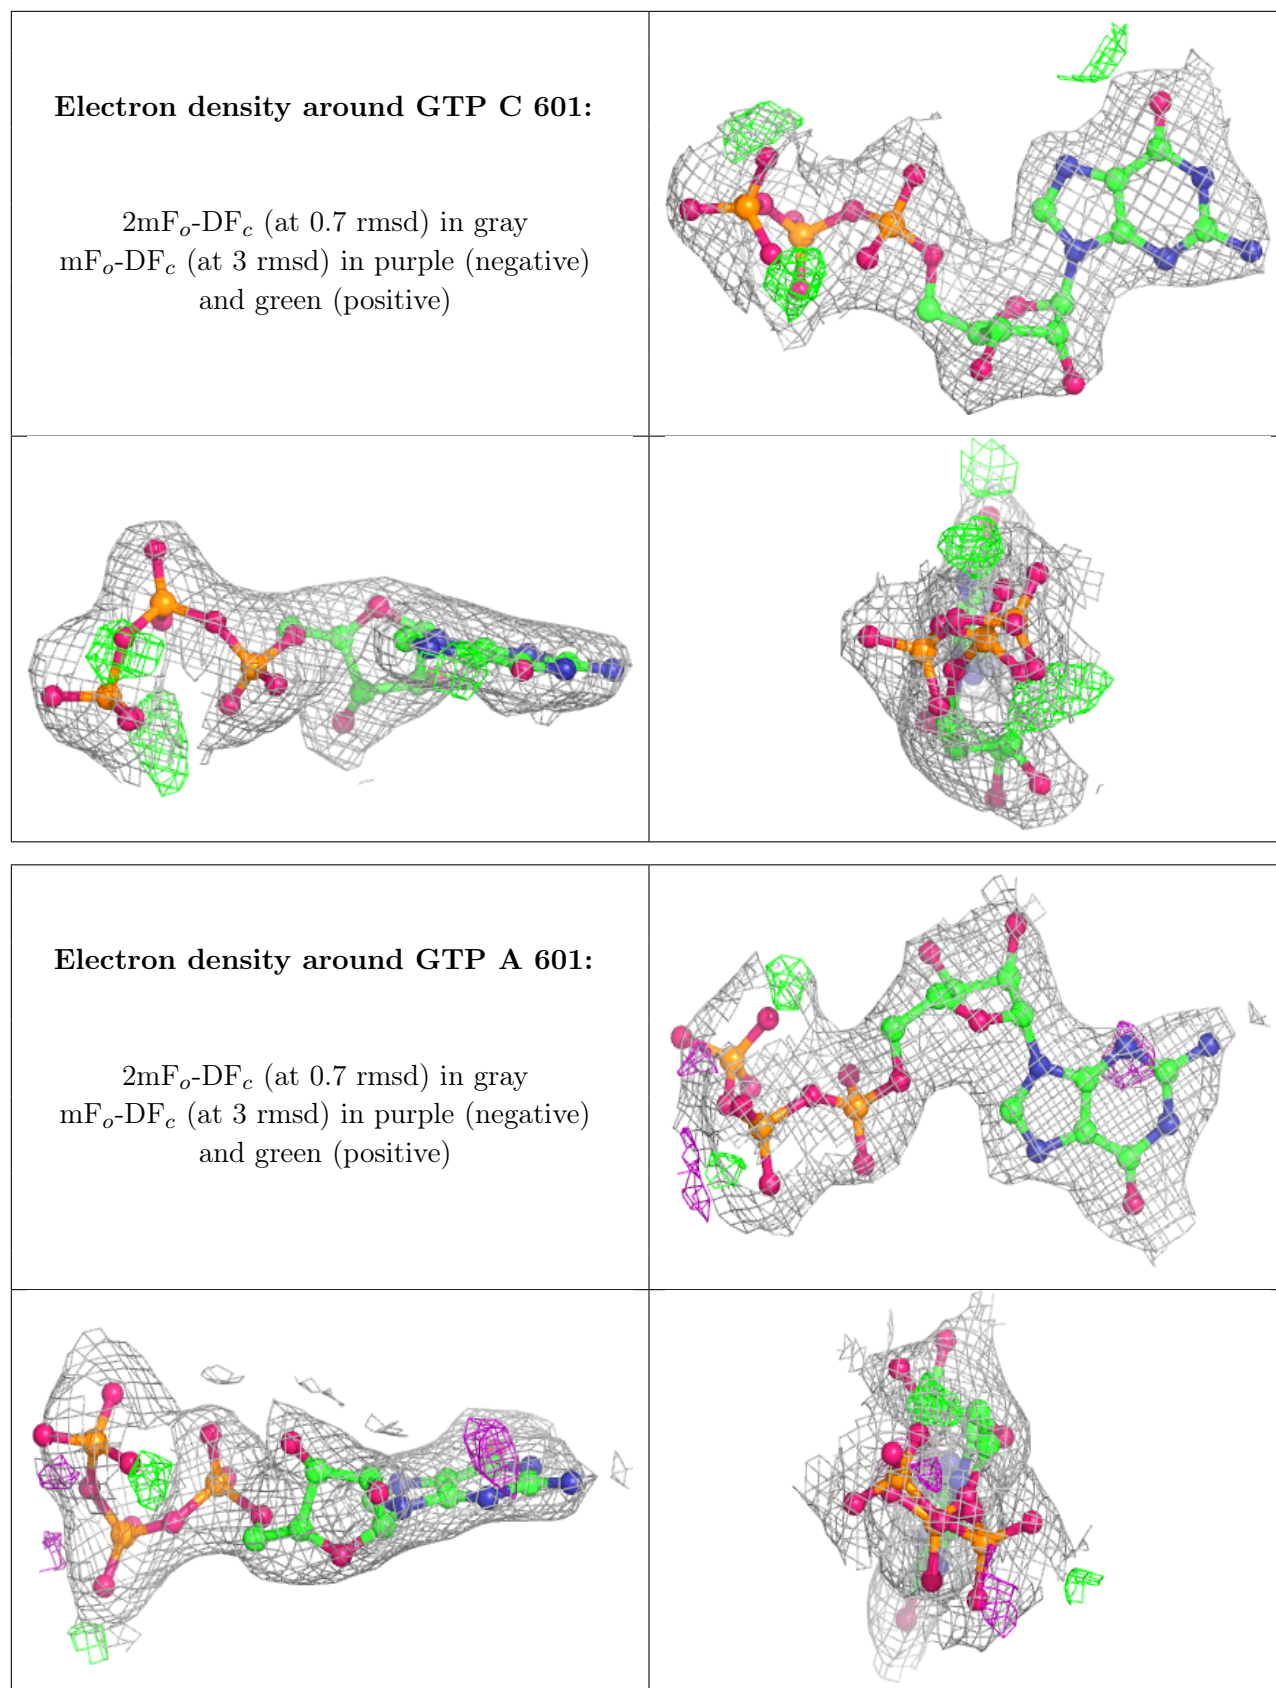 Electron density around GTP C 601:
2mFo-DFc (at 0.7 rmsd) in gray
mFo-DFc (at 3 rmsd) in purple (negative)
and green (positive)
Electron density around GTP A 601:
2mFo-DFc (at 0.7 rmsd) in gray
mFo-DFc (at 3 rmsd) in purple (negative)
and green (positive)